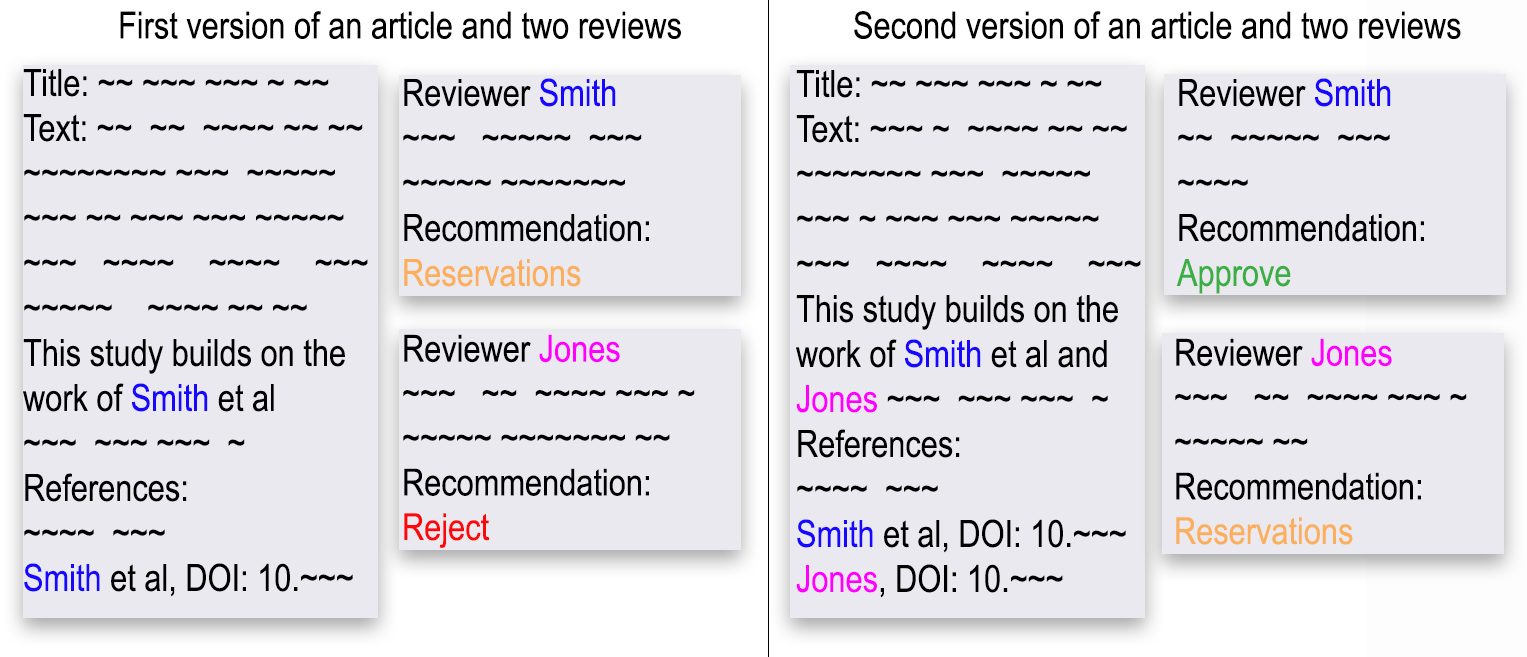 First version of an article and two reviews
Title: ~~ ~~~ ~~~ ~ ~~
Text: ~~ ~~ ~~~~ ~~ ~~
~~~~~~~~ ~~~ ~~~~~
~~~ ~~ ~~~ ~~~ ~~~~~
~~~ ~~~~ ~~~~ ~~~
~~~~~ ~~~~ ~~ ~~
This study builds on the
work of Smith et al
~~~ ~~~ ~~~ ~
References:
~~~~ ~~~
Smith et al, DOI: 10.~~~
Reviewer Smith
~~~ ~~~~~ ~~~
~~~~~ ~~~~~~~
Recommendation:
Reservations
Reviewer Jones
~~~ ~~ ~~~~ ~~~ ~
~~~~~ ~~~~~~~ ~~
Recommendation:
Reject
Second version of an article and two reviews
Title: ~~ ~~~ ~~~ ~ ~~
Text: ~~~ ~ ~~~~ ~~ ~~
~~~~~~~ ~~~ ~~~~~
~~~ ~ ~~~ ~~~ ~~~~~
~~~ ~~~~ ~~~~ ~~~
This study builds on the
work of Smith et al and
Jones ~~~ ~~~ ~~~ ~
References:
~~~~ ~~~
Smith et al, DOI: 10.~~~
Jones, DOI: 10.~~~
Reviewer Smith
~~ ~~~~~ ~~~
~~~~
Recommendation:
Approve
Reviewer Jones
~~~ ~~ ~~~~ ~~~ ~
~~~~~ ~~
Recommendation:
Reservations